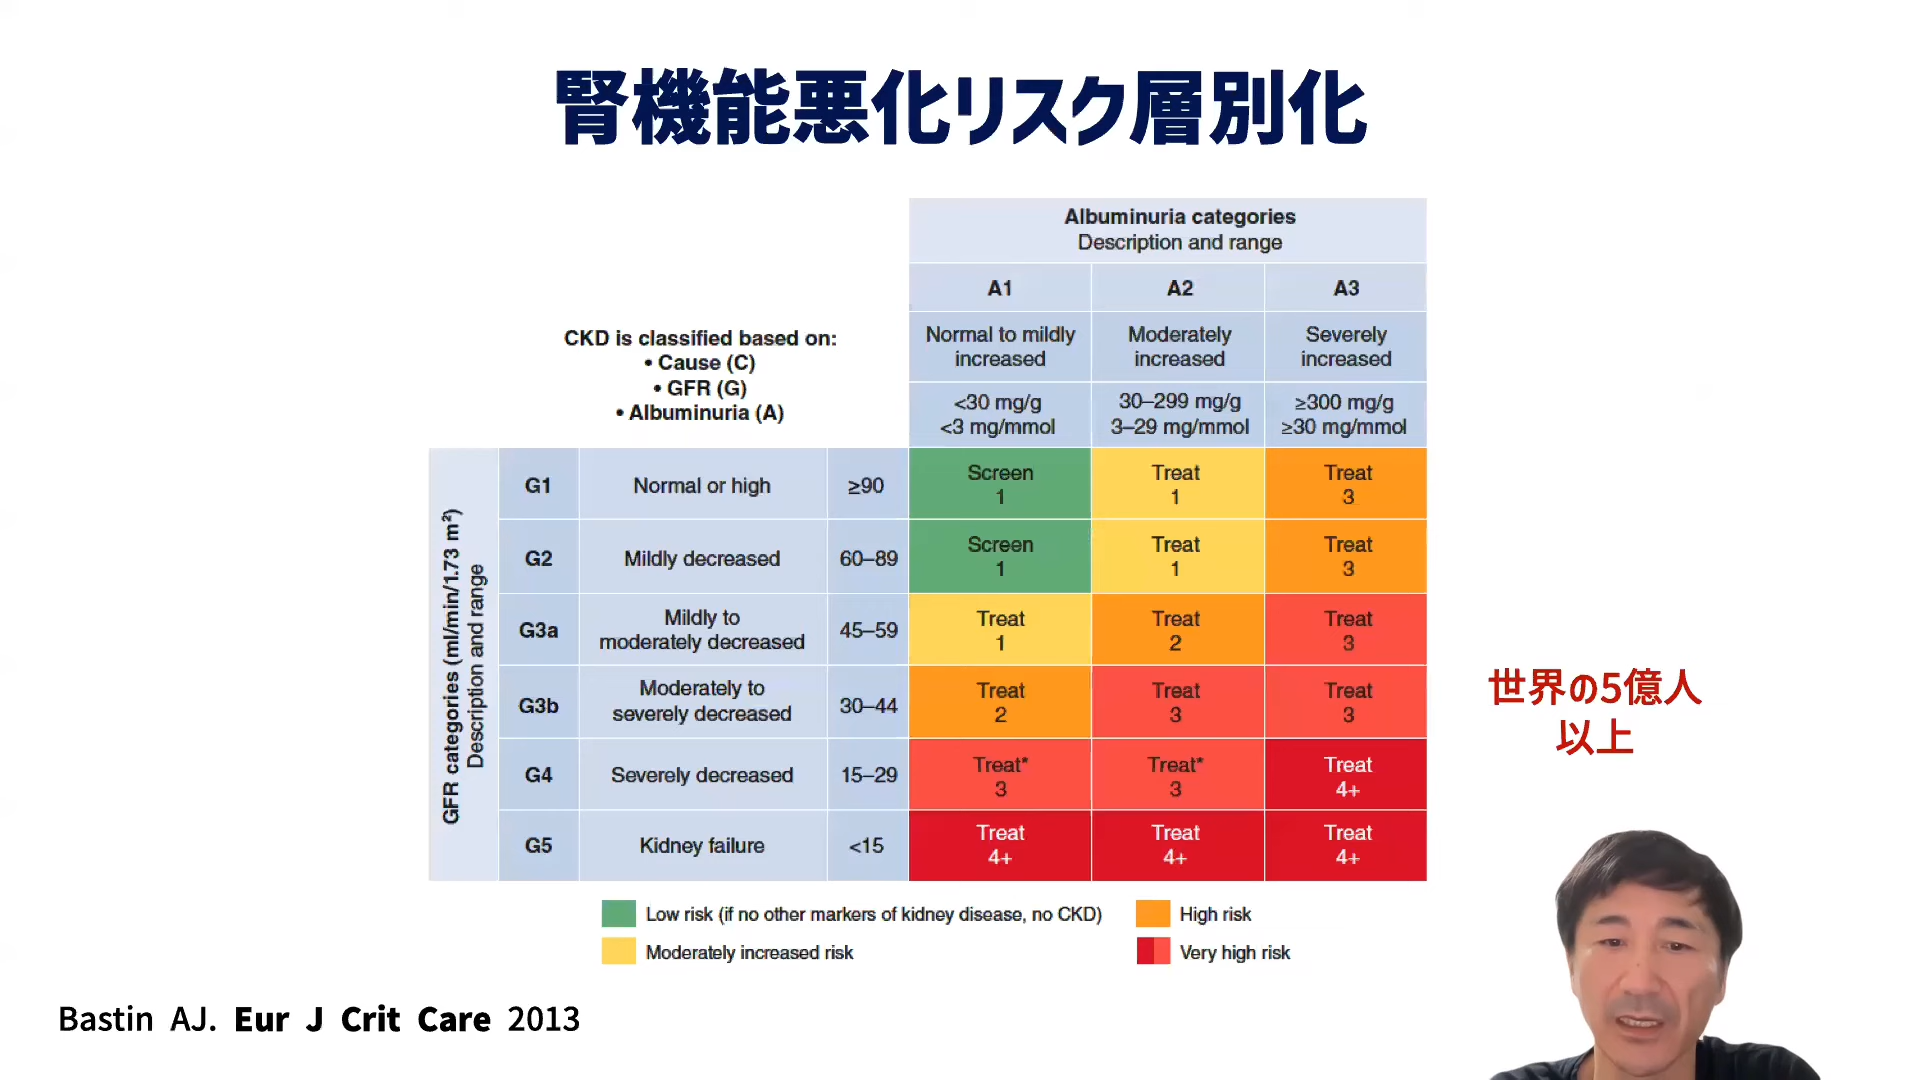 腎機能悪化リスク層別化
Albuminuria categories
Description and range
A1
A2
A3
CKD is classified based on:
• Cause (C)
• GFR (G)
• Albuminuria (A)
Normal to mildly
increased
Moderately
increased
Severely
increased
<30 mg/g
<3 mg/mmol
30–299 mg/g
3–29 mg/mmol
≥300 mg/g
≥30 mg/mmol
GFR categories (ml/min/1.73 m²)
Description and range
G1
Normal or high
≥90
Screen
1
Treat
1
Treat
3
G2
Mildly decreased
60–89
Screen
1
Treat
1
Treat
3
G3a
Mildly to
moderately decreased
45–59
Treat
1
Treat
2
Treat
3
G3b
Moderately to
severely decreased
30–44
Treat
2
Treat
3
Treat
3
G4
Severely decreased
15–29
Treat*
3
Treat*
3
Treat
4+
G5
Kidney failure
<15
Treat
4+
Treat
4+
Treat
4+
世界の5億人
以上
Low risk (if no other markers of kidney disease, no CKD)
High risk
Moderately increased risk
Very high risk
Bastin AJ. Eur J Crit Care 2013